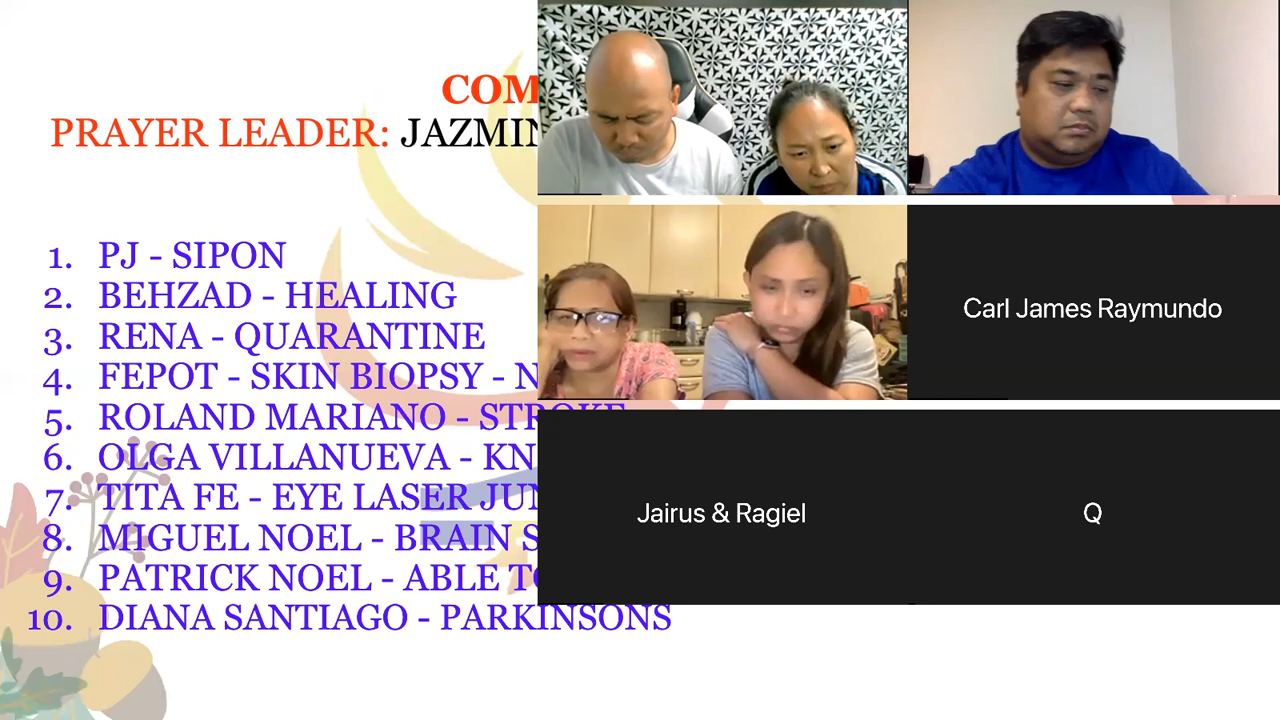 COM
PRAYER LEADER: JAZMIN
1. PJ - SIPON
2. BEHZAD - HEALING
3. RENA - QUARANTINE
4. FEPOT - SKIN BIOPSY - N
5. ROLAND MARIANO - STROKE
6. OLGA VILLANUEVA - KN
7. TITA FE - EYE LASER JUN
8. MIGUEL NOEL - BRAIN S
9. PATRICK NOEL - ABLE TO
10. DIANA SANTIAGO - PARKINSONS
Carl James Raymundo
Jairus & Ragiel
Q